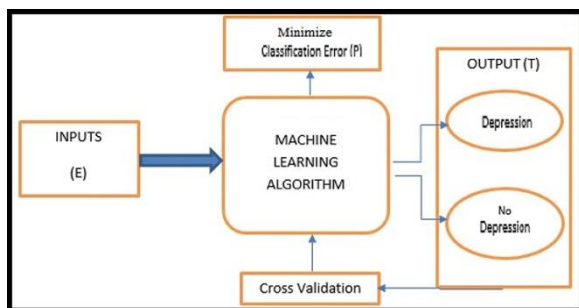 Minimize
Classification Error (P)
OUTPUT (T)
INPUTS
(E)
MACHINE
LEARNING
ALGORITHM
Depression
No
Depression
Cross Validation